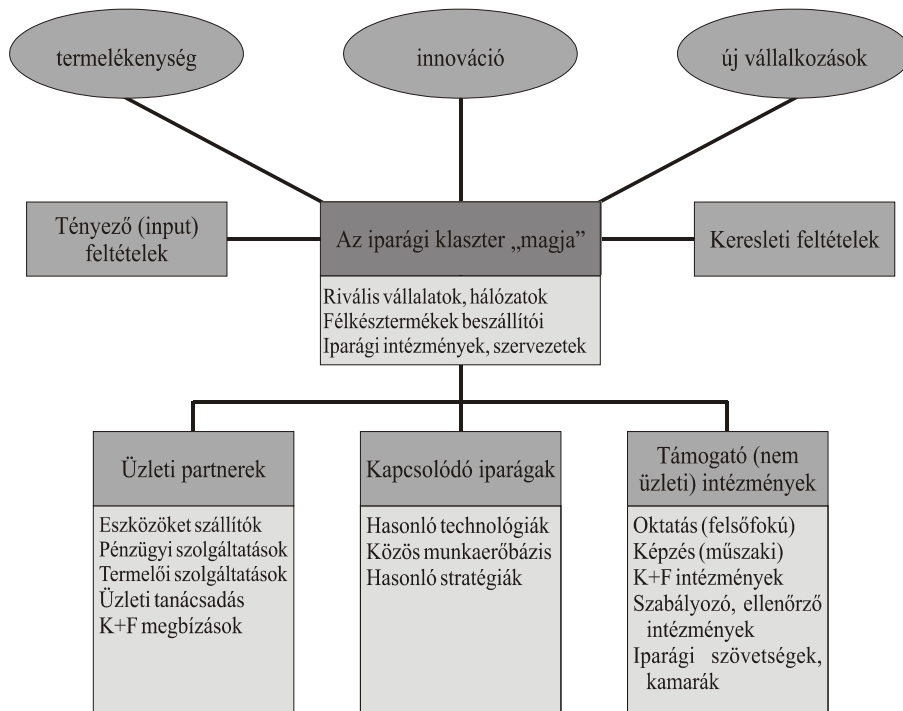 termelékenység
innováció
új vállalkozások
Tényező (input)
feltételek
Az iparági klaszter „magja”
Keresleti feltételek
Rivális vállalatok, hálózatok
Félkésztermékek beszállítói
Iparági intézmények, szervezetek
Üzleti partnerek
Eszközöket szállítók
Pénzügyi szolgáltatások
Termelői szolgáltatások
Üzleti tanácsadás
K+F megbízások
Kapcsolódó iparágak
Hasonló technológiák
Közös munkaerőbázis
Hasonló stratégiák
Támogató (nem
üzleti) intézmények
Oktatás (felsőfokú)
Képzés (műszaki)
K+F intézmények
Szabályozó, ellenőrző
intézmények
Iparági szövetségek,
kamarák